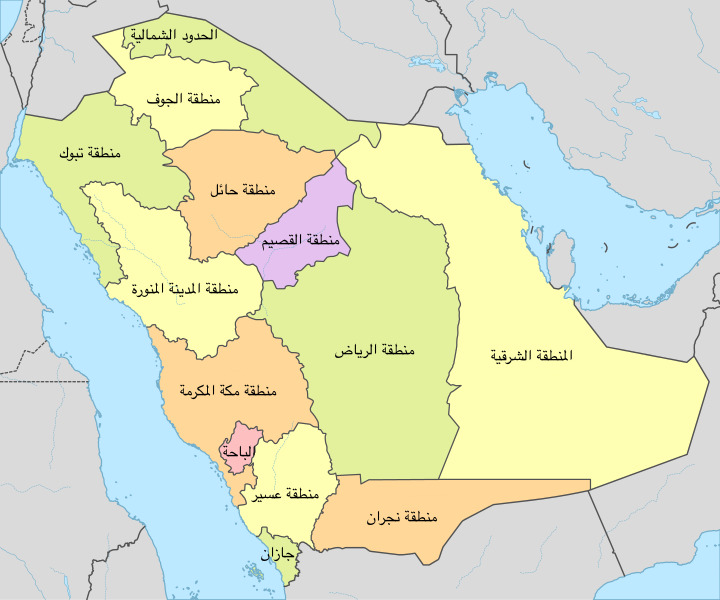 الحدود الشمالية
منطقة الجوف
منطقة تبوك
منطقة حائل
منطقة القصيم
منطقة المدينة المنورة
منطقة الرياض
المنطقة الشرقية
منطقة مكة المكرمة
لباحة
منطقة عسير
منطقة نجران
جازان